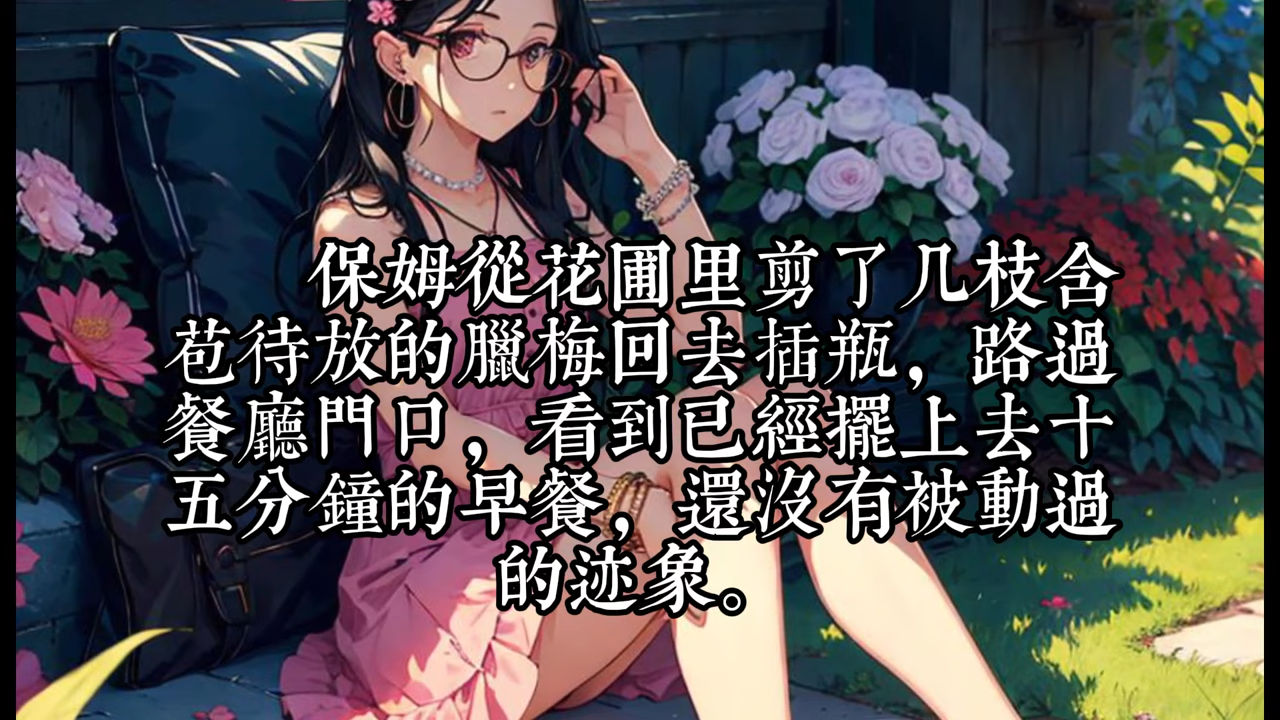 保姆從花圃里剪了几枝含
苞待放的臘梅回去插瓶，路過
餐廳門口，看到已經擺上去十
五分鐘的早餐，還沒有被動過
的迹象。